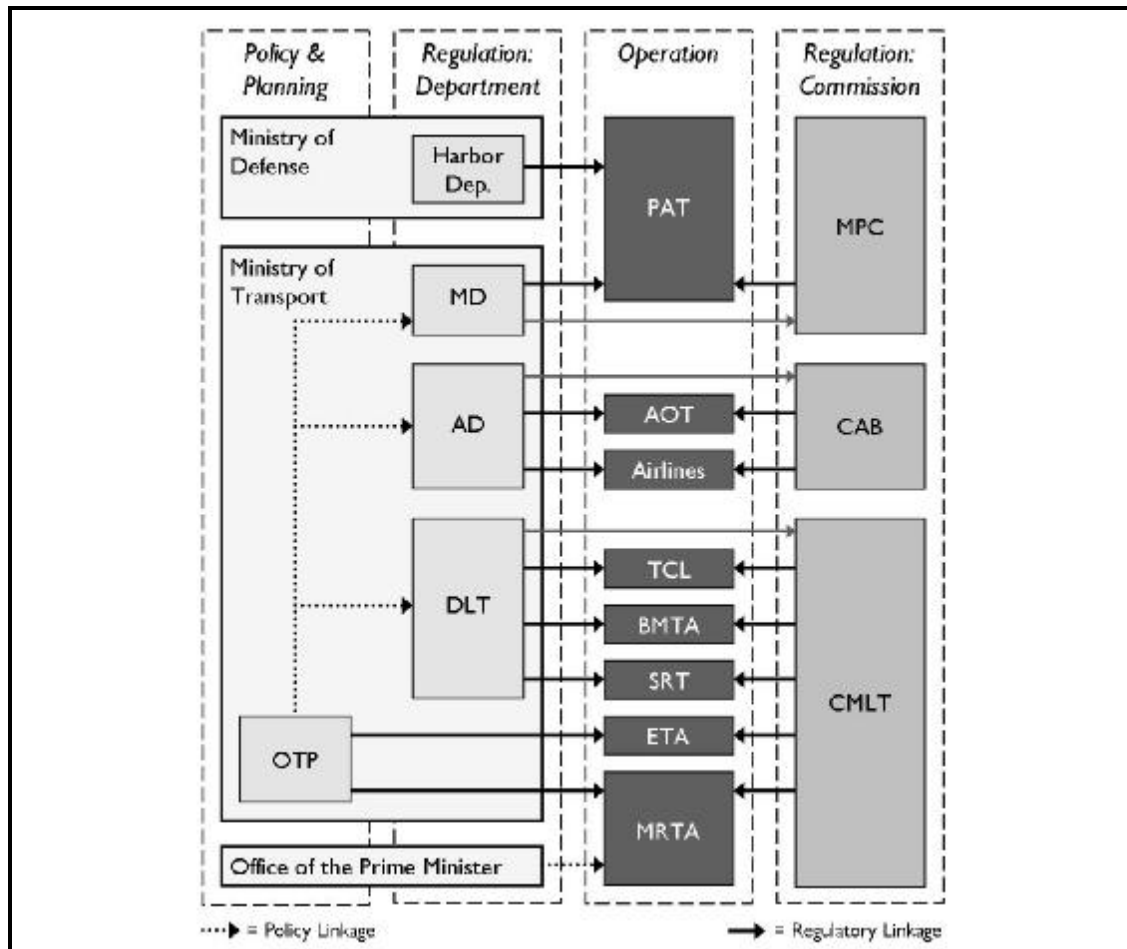 Policy &
Planning
Regulation:
Department
Operation
Regulation:
Commission
Ministry of
Defense
Harbor
Dep.
PAT
MPC
Ministry of
Transport
MD
AD
AOT
Airlines
CAB
DLT
TCL
BMTA
SRT
ETA
MRTA
CMLT
OTP
Office of the Prime Minister
= Policy Linkage
= Regulatory Linkage